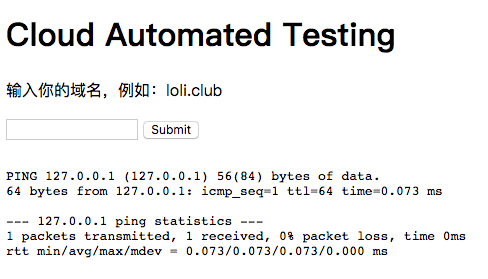 Cloud Automated Testing
输入你的域名，例如：loli.club
Submit
PING 127.0.0.1 (127.0.0.1) 56(84) bytes of data.
64 bytes from 127.0.0.1: icmp_seq=1 ttl=64 time=0.073 ms
--- 127.0.0.1 ping statistics ---
1 packets transmitted, 1 received, 0% packet loss, time 0ms
rtt min/avg/max/mdev = 0.073/0.073/0.073/0.000 ms